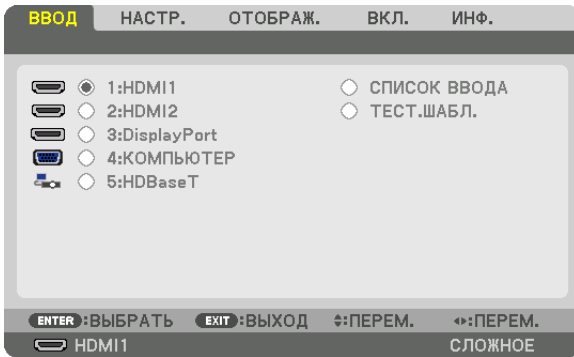 ВВОД НАСТР. ОТОБРАЖ. ВКЛ. ИНФ.
1:HDMI1 СПИСОК ВВОДА
2:HDMI2 ТЕСТ.ШАБЛ.
3:DisplayPort
4:КОМПЬЮТЕР
5:HDBaseT
ENTER :ВЫБРАТЬ EXIT :ВЫХОД :ПЕРЕМ. :ПЕРЕМ.
HDMI1 СЛОЖНОЕ